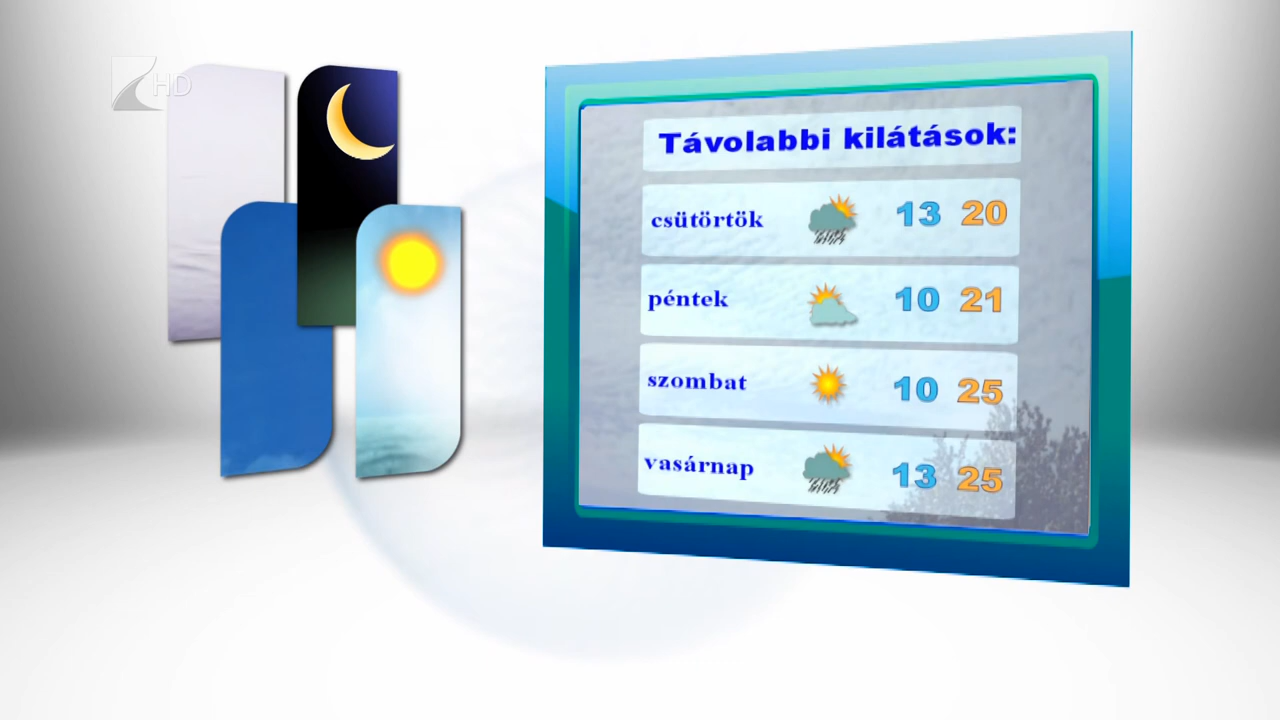 HD
Távolabbi kilátások:
csütörtök 13 20
péntek 10 21
szombat 10 25
vasárnap 13 25